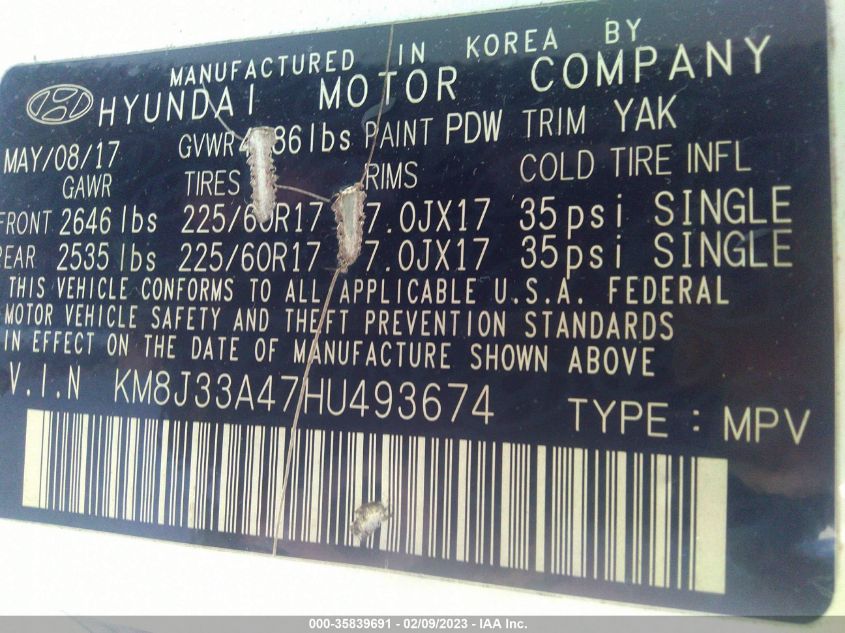 MANUFACTURED IN KOREA BY
HYUNDAI MOTOR COMPANY
MAY/08/17 86lbs PAINT PDW TRIM YAK
GAWR TIRES RIMS COLD TIRE INFL
FRONT 2646 lbs 225/60R17 7.0JX17 35psi SINGLE
REAR 2535 lbs 225/60R17 7.0JX17 35psi SINGLE
THIS VEHICLE CONFORMS TO ALL APPLICABLE U.S.A. FEDERAL
MOTOR VEHICLE SAFETY AND THEFT PREVENTION STANDARDS
IN EFFECT ON THE DATE OF MANUFACTURE SHOWN ABOVE
V.I.N KM8J33A47HU493674 TYPE : MPV
000-35839691 - 02/09/2023 - IAA Inc.